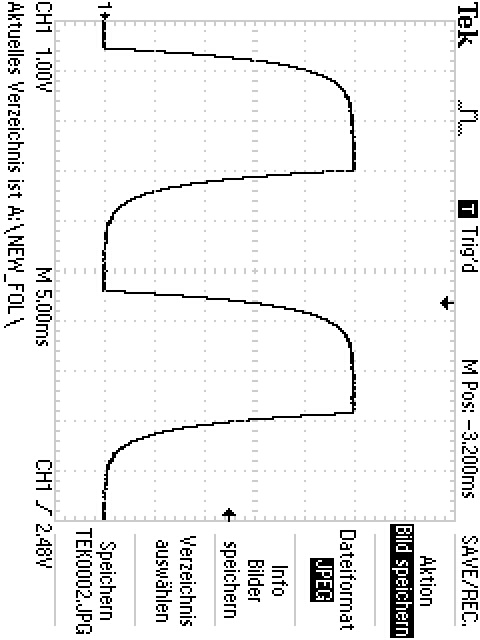 Tek
T Trig'd
M Pos: -3.200ms
SAVE/REC.
Aktion
Bild speichern
Dateiformat
JPEG
Info
Bilder
speichern
Verzeichnis
auswählen
Speichern
TEK0002.JPG
1
CH1 1.00V
M 5.00ms
CH1 / 2.48V
Aktuelles Verzeichnis ist A:\NEW_FOL\